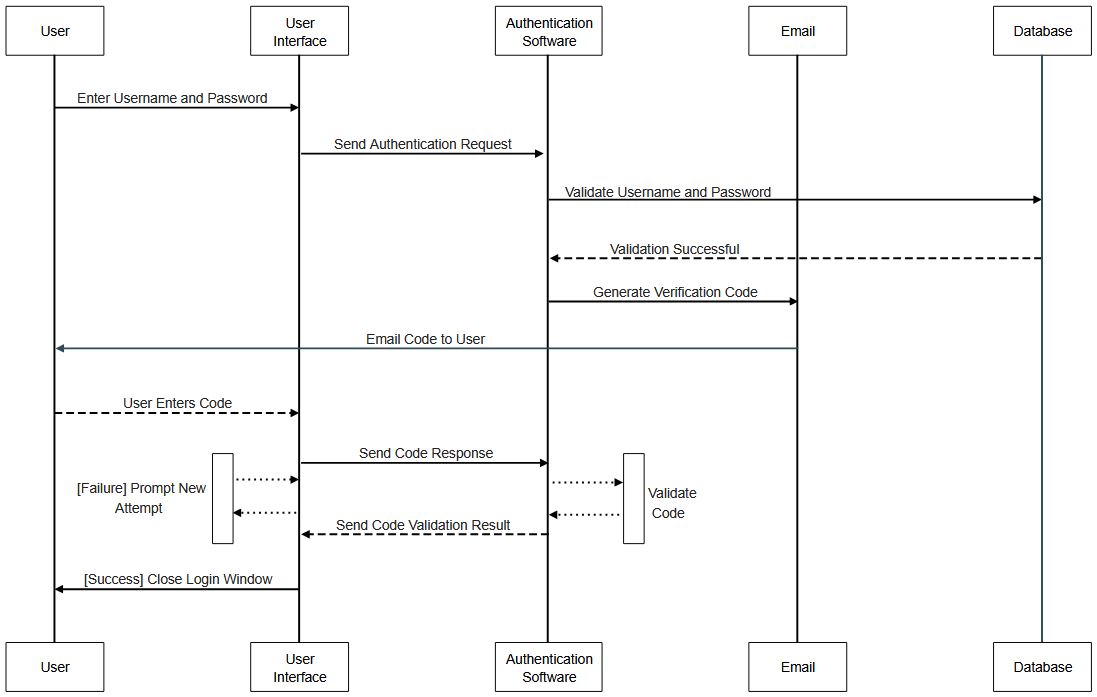 User
User
Interface
Authentication
Software
Email
Database
Enter Username and Password
Send Authentication Request
Validate Username and Password
Validation Successful
Generate Verification Code
Email Code to User
User Enters Code
Send Code Response
[Failure] Prompt New
Attempt
Validate
Code
Send Code Validation Result
[Success] Close Login Window
User
User
Interface
Authentication
Software
Email
Database